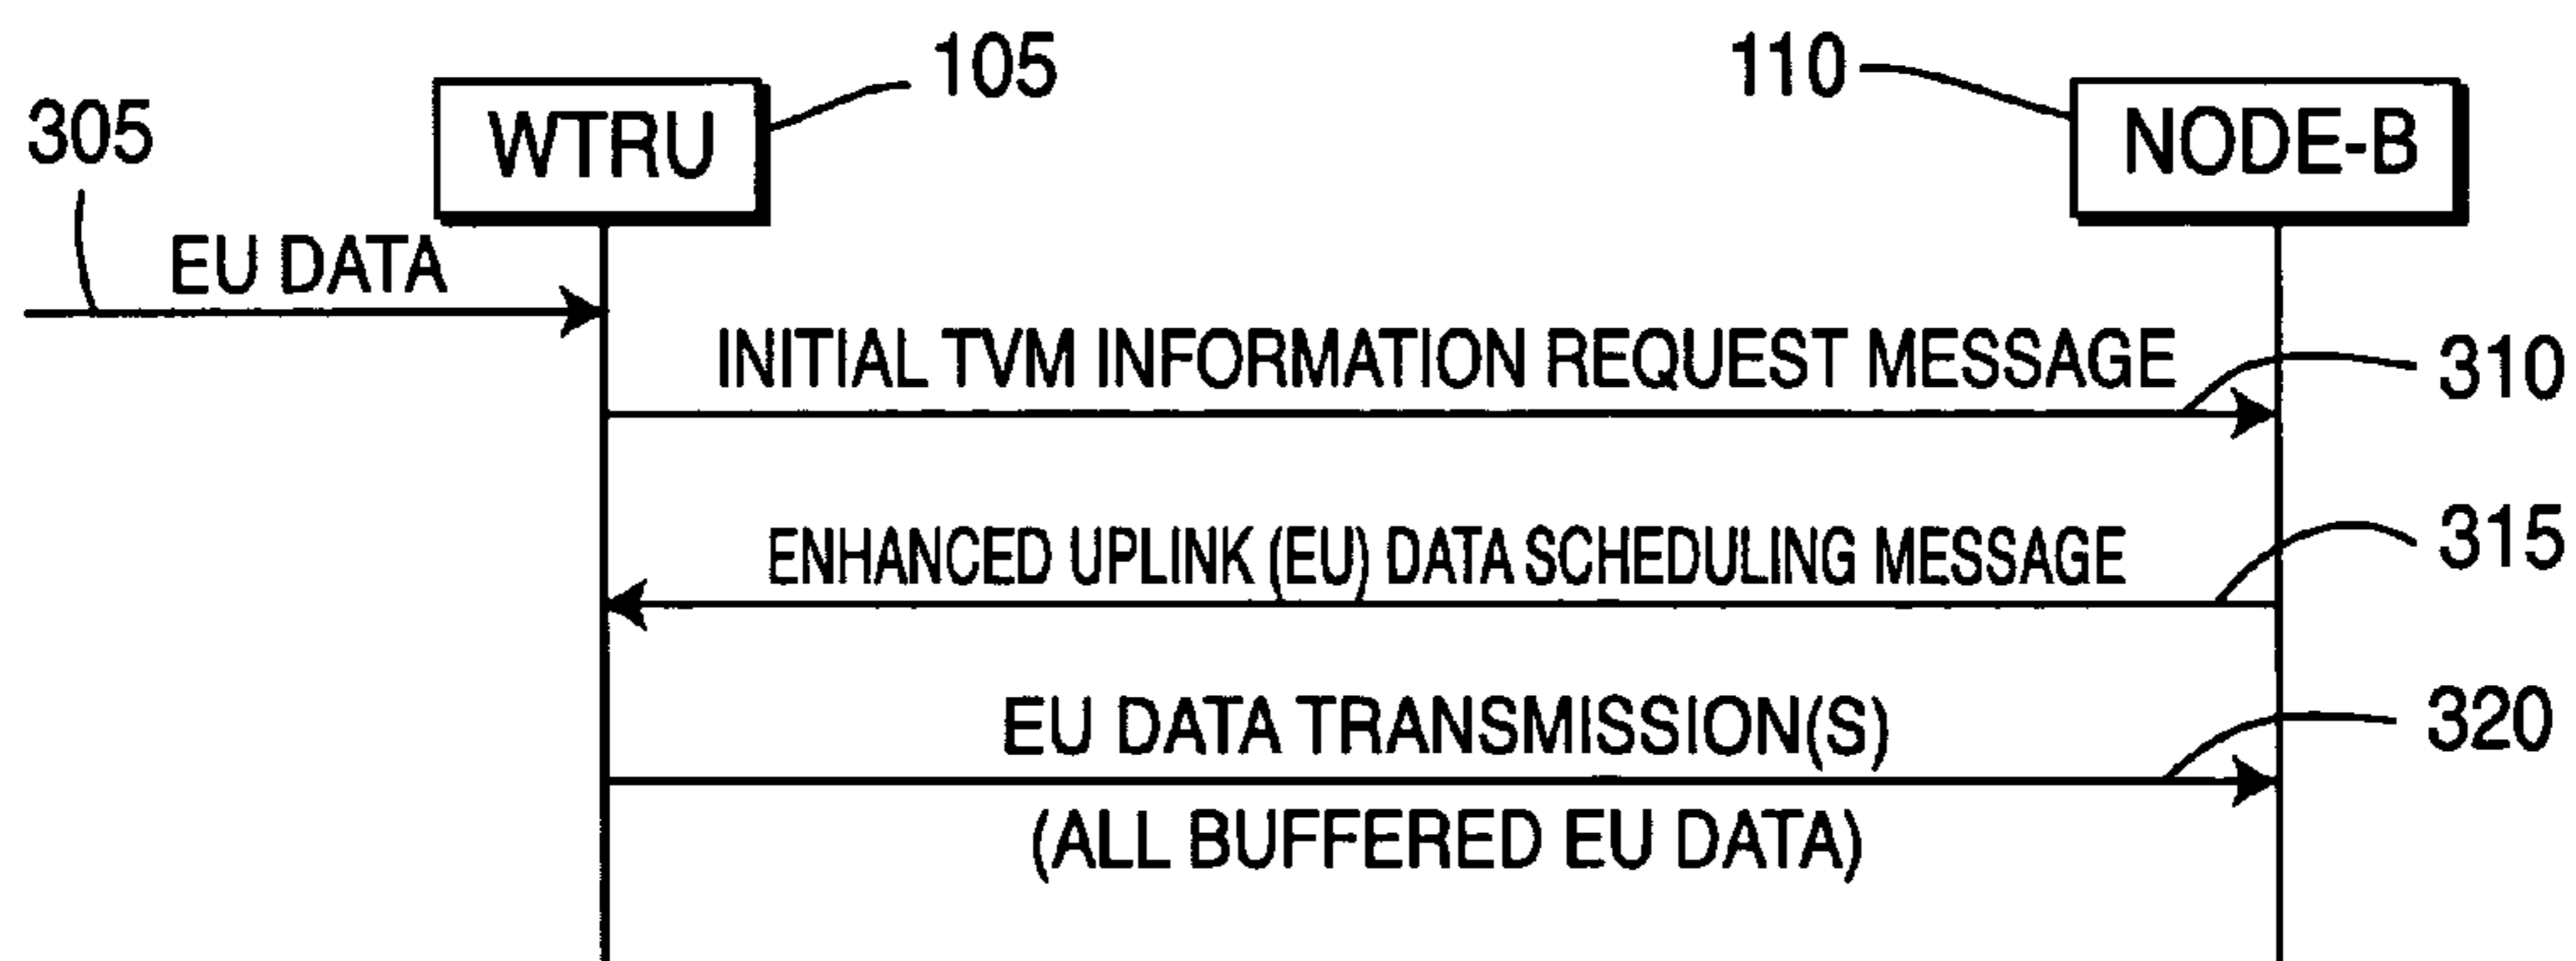 105
110
305
WTRU
NODE-B
EU DATA
INITIAL TVM INFORMATION REQUEST MESSAGE
310
ENHANCED UPLINK (EU) DATA SCHEDULING MESSAGE
315
EU DATA TRANSMISSION(S)
320
(ALL BUFFERED EU DATA)